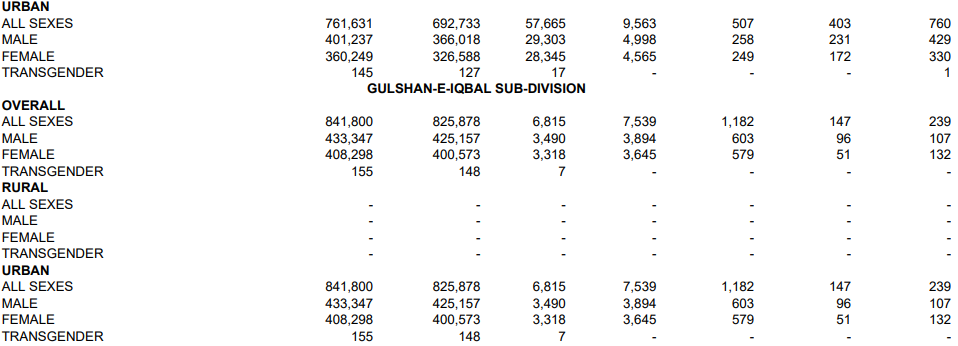 URBAN
ALL SEXES 761,631 692,733 57,665 9,563 507 403 760
MALE 401,237 366,018 29,303 4,998 258 231 429
FEMALE 360,249 326,588 28,345 4,565 249 172 330
TRANSGENDER 145 127 17 - - - 1
GULSHAN-E-IQBAL SUB-DIVISION
OVERALL
ALL SEXES 841,800 825,878 6,815 7,539 1,182 147 239
MALE 433,347 425,157 3,490 3,894 603 96 107
FEMALE 408,298 400,573 3,318 3,645 579 51 132
TRANSGENDER 155 148 7 - - - -
RURAL
ALL SEXES - - - - - - -
MALE - - - - - - -
FEMALE - - - - - - -
TRANSGENDER - - - - - - -
URBAN
ALL SEXES 841,800 825,878 6,815 7,539 1,182 147 239
MALE 433,347 425,157 3,490 3,894 603 96 107
FEMALE 408,298 400,573 3,318 3,645 579 51 132
TRANSGENDER 155 148 7 - - - -